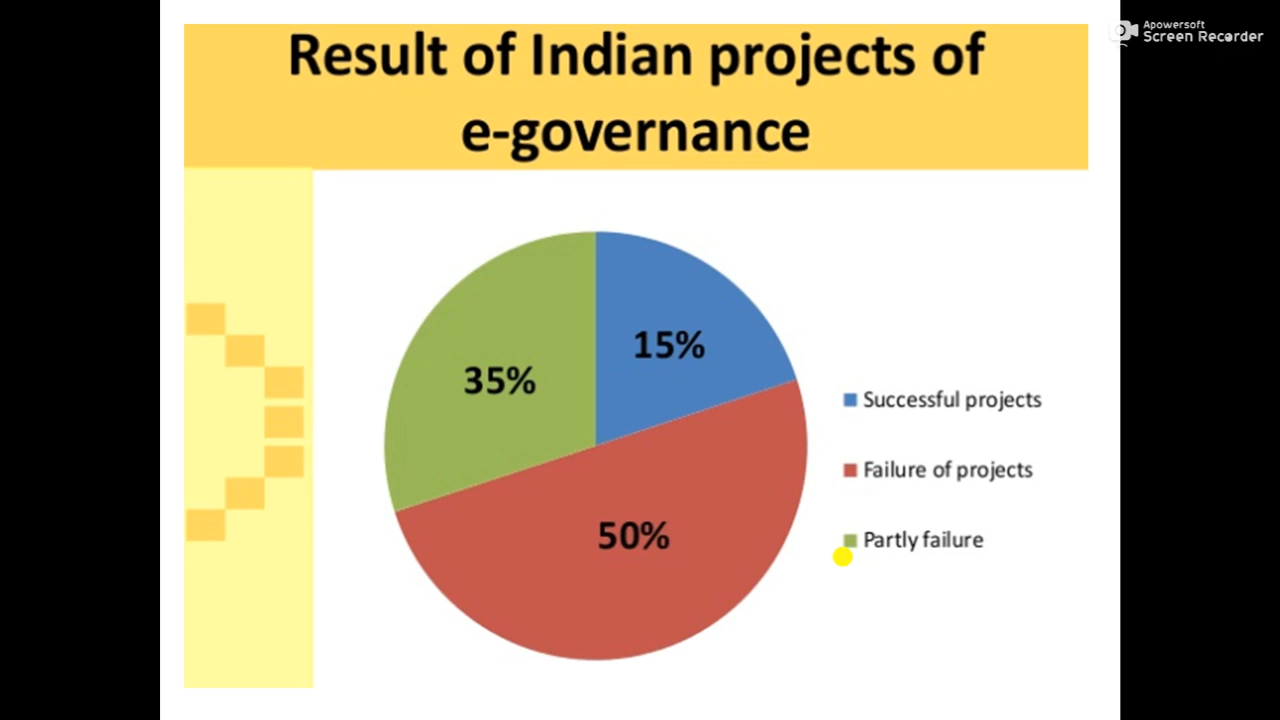 Apowersoft
Screen Recorder
Result of Indian projects of
e-governance
15%
35%
50%
Successful projects
Failure of projects
Partly failure